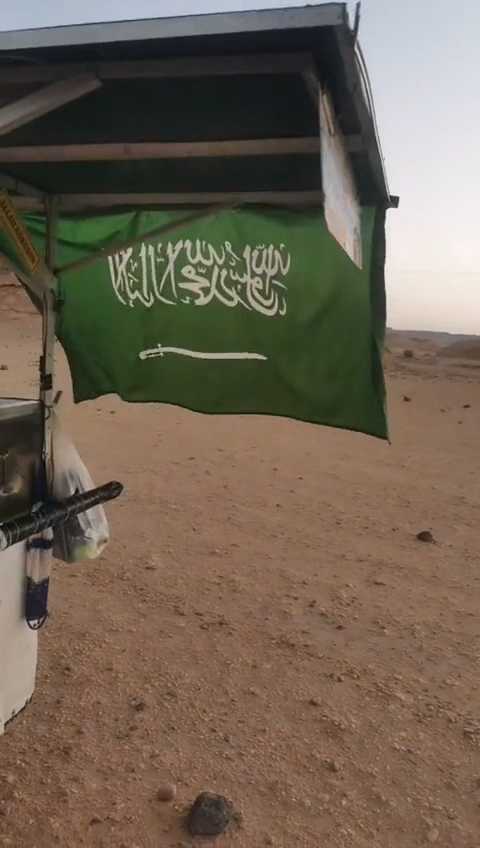 لا إله إلا الله محمد رسول الله